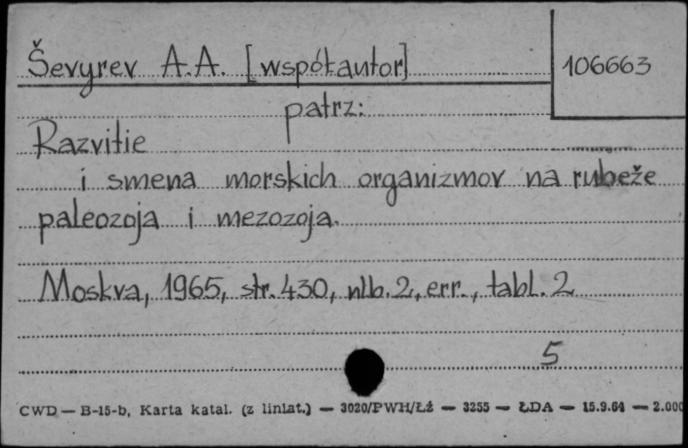 Ševyrev A.A. [współautor]
106663
patrz:
Razvitie
i smena morskich organizmov na rubeže
paleozoja i mezozoja.
Moskva, 1965, str. 430, nlb. 2, err., tabl. 2
5
CWD — B-15-b, Karta katal. (z liniat.) — 3020/PWH/Łź — 3255 — ŁDA — 15.9.64 — 2.000